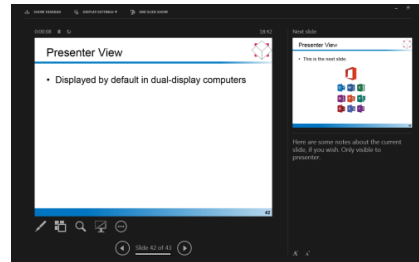 SHOW TASKBAR
DISPLAY SETTINGS ▼
END SLIDE SHOW
0:00:08
18:52
Presenter View
• Displayed by default in dual-display computers
42
Slide 42 of 43
Next slide
Presenter View
• This is the next slide
Here are some notes about the current
slide, if you wish. Only visible to
presenter.
A A